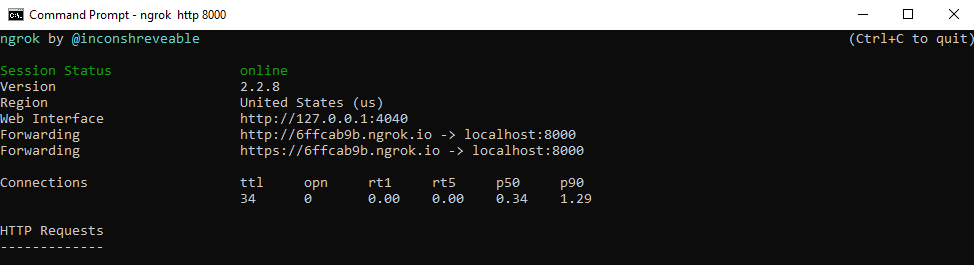 Command Prompt - ngrok  http 8000
ngrok by @inconshreveable (Ctrl+C to quit)
Session Status online
Version 2.2.8
Region United States (us)
Web Interface http://127.0.0.1:4040
Forwarding http://6ffcab9b.ngrok.io -> localhost:8000
Forwarding https://6ffcab9b.ngrok.io -> localhost:8000
Connections ttl opn rt1 rt5 p50 p90
34 0 0.00 0.00 0.34 1.29
HTTP Requests
-------------